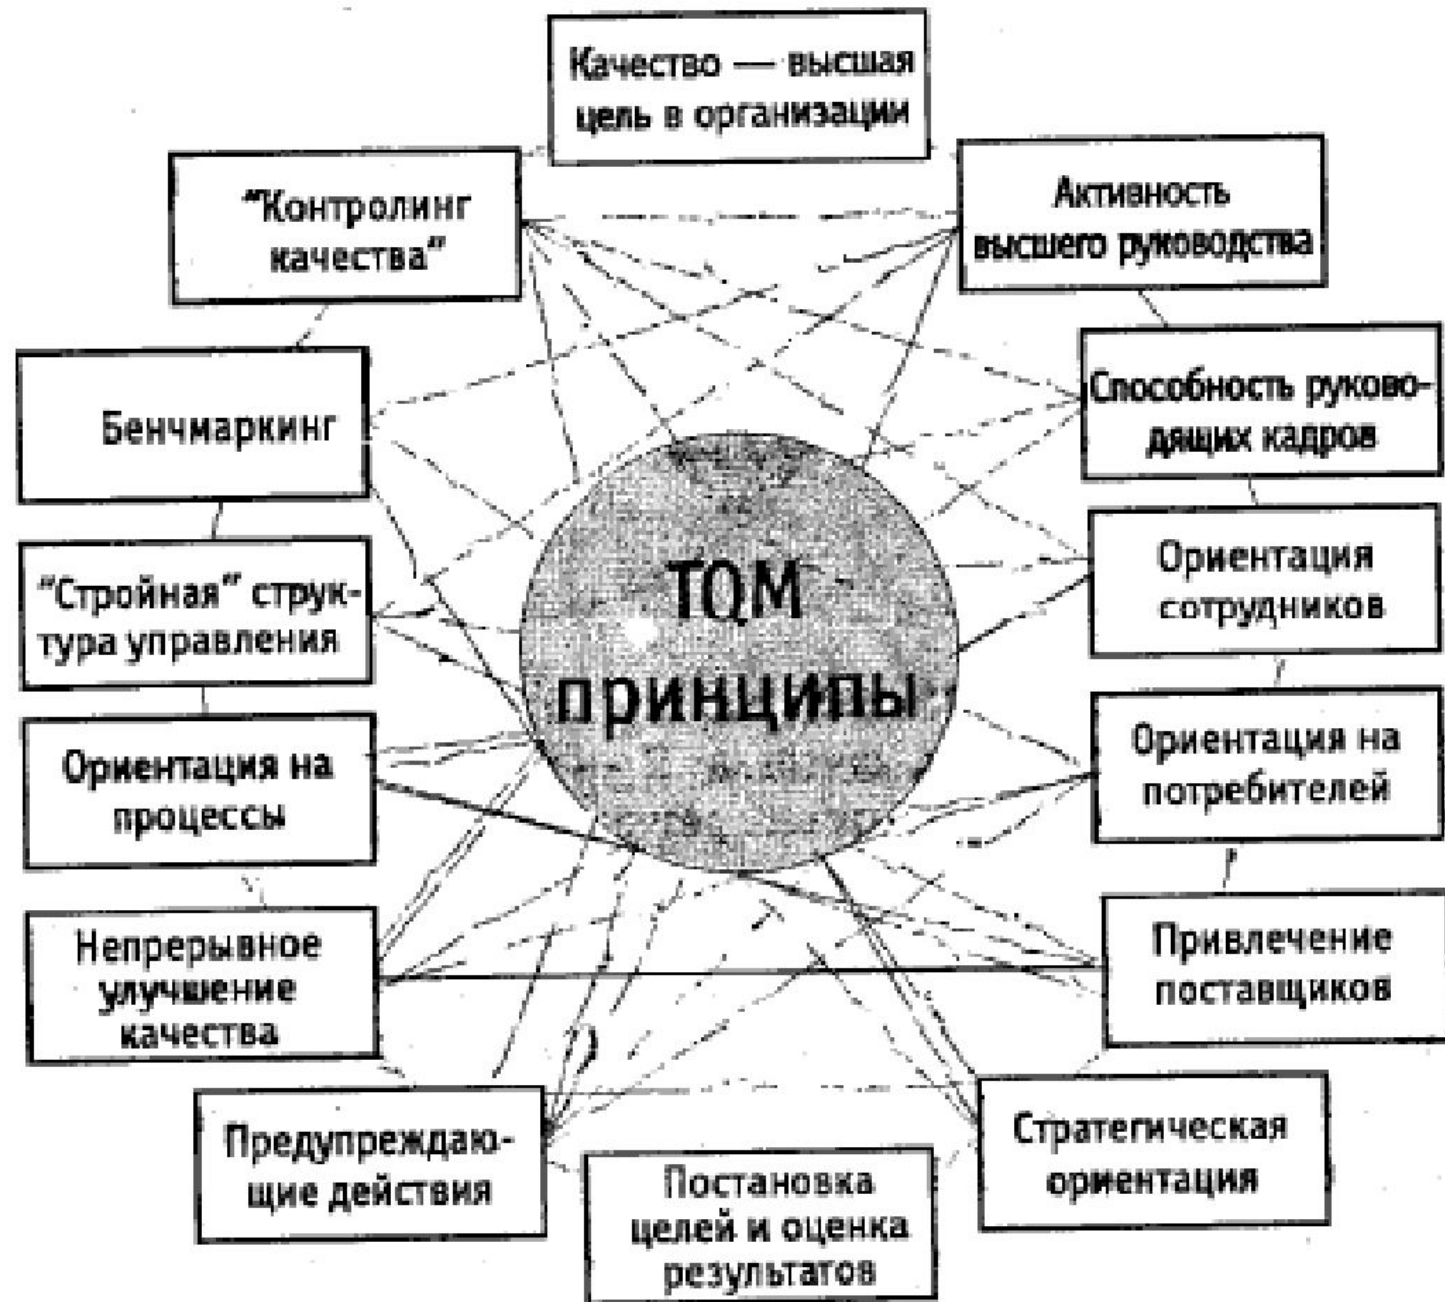 Качество — высшая
цель в организации
“Контролинг
качества”
Активность
высшего руководства
Бенчмаркинг
Способность руково-
дящих кадров
“Стройная” струк-
тура управления
Ориентация
сотрудников
TQM
принципы
Ориентация на
процессы
Ориентация на
потребителей
Непрерывное
улучшение
качества
Привлечение
поставщиков
Предупреждаю-
щие действия
Стратегическая
ориентация
Постановка
целей и оценка
результатов